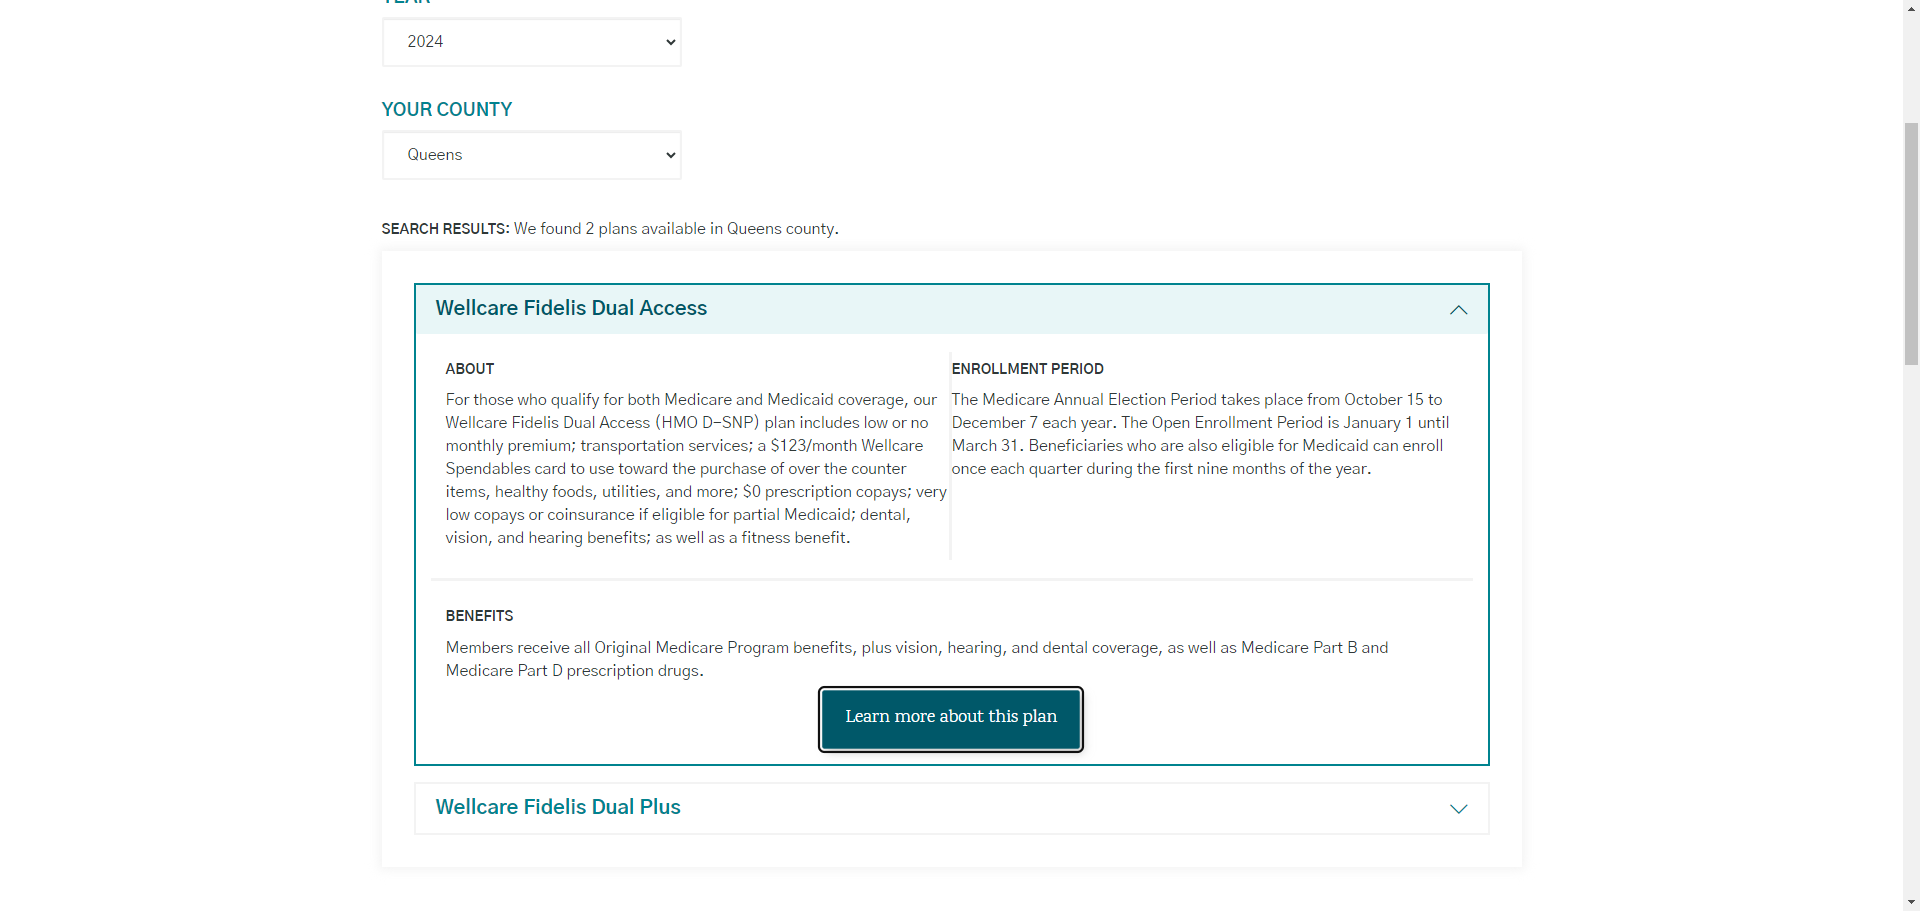 YEAR
2024
YOUR COUNTY
Queens
SEARCH RESULTS: We found 2 plans available in Queens county.
Wellcare Fidelis Dual Access
ABOUT
For those who qualify for both Medicare and Medicaid coverage, our
Wellcare Fidelis Dual Access (HMO D-SNP) plan includes low or no
monthly premium; transportation services; a $123/month Wellcare
Spendables card to use toward the purchase of over the counter
items, healthy foods, utilities, and more; $0 prescription copays; very
low copays or coinsurance if eligible for partial Medicaid; dental,
vision, and hearing benefits; as well as a fitness benefit.
ENROLLMENT PERIOD
The Medicare Annual Election Period takes place from October 15 to
December 7 each year. The Open Enrollment Period is January 1 until
March 31. Beneficiaries who are also eligible for Medicaid can enroll
once each quarter during the first nine months of the year.
BENEFITS
Members receive all Original Medicare Program benefits, plus vision, hearing, and dental coverage, as well as Medicare Part B and
Medicare Part D prescription drugs.
Learn more about this plan
Wellcare Fidelis Dual Plus